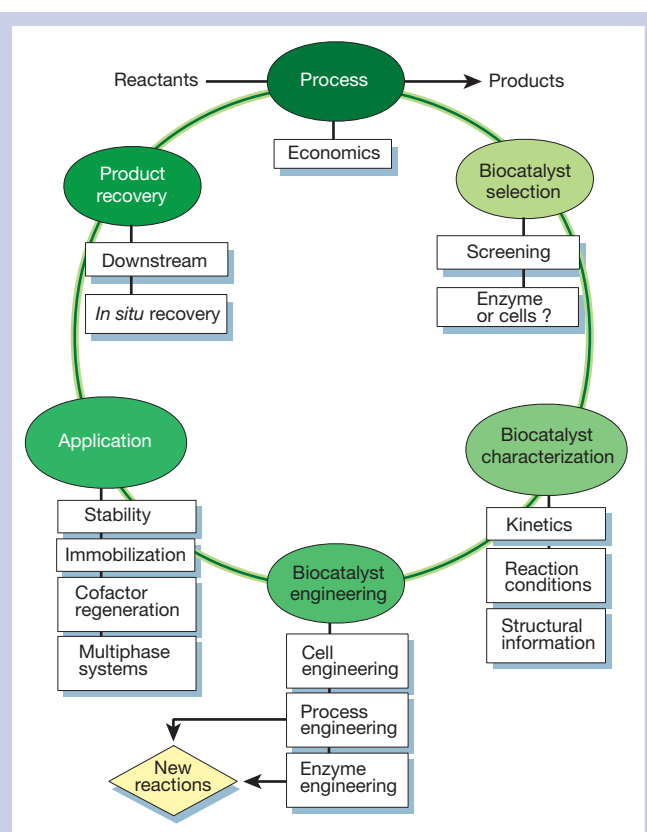 Reactants
Process
Products
Economics
Product
recovery
Downstream
In situ recovery
Biocatalyst
selection
Screening
Enzyme
or cells ?
Application
Stability
Immobilization
Cofactor
regeneration
Multiphase
systems
Biocatalyst
characterization
Kinetics
Reaction
conditions
Structural
information
Biocatalyst
engineering
Cell
engineering
Process
engineering
Enzyme
engineering
New
reactions